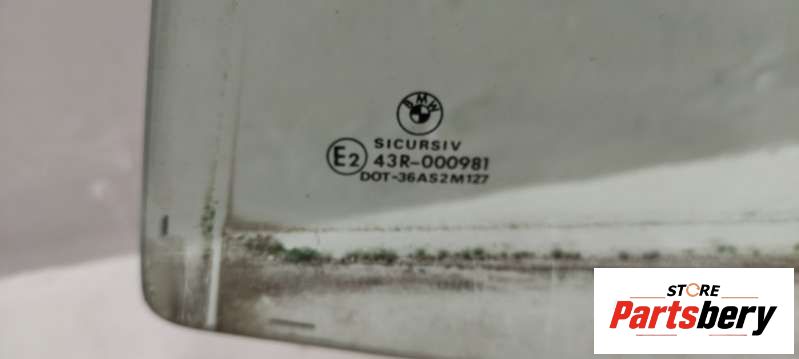 BMW
SICURSIV
E2 43R-000981
DOT-36AS2M127
STORE
Partsbery